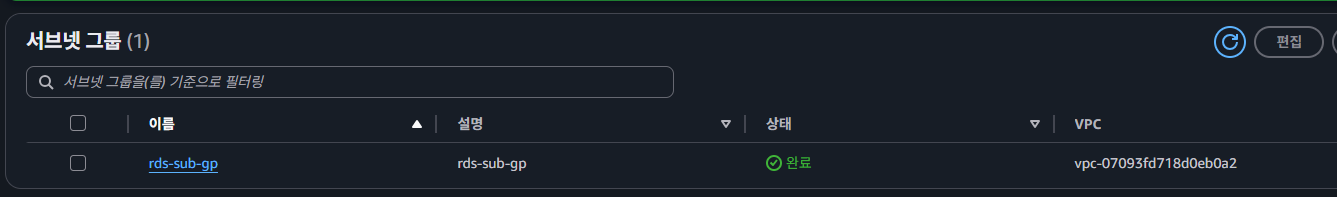 서브넷 그룹 (1)
편집
서브넷 그룹을(를) 기준으로 필터링
이름 설명 상태 VPC
rds-sub-gp rds-sub-gp 완료 vpc-07093fd718d0eb0a2